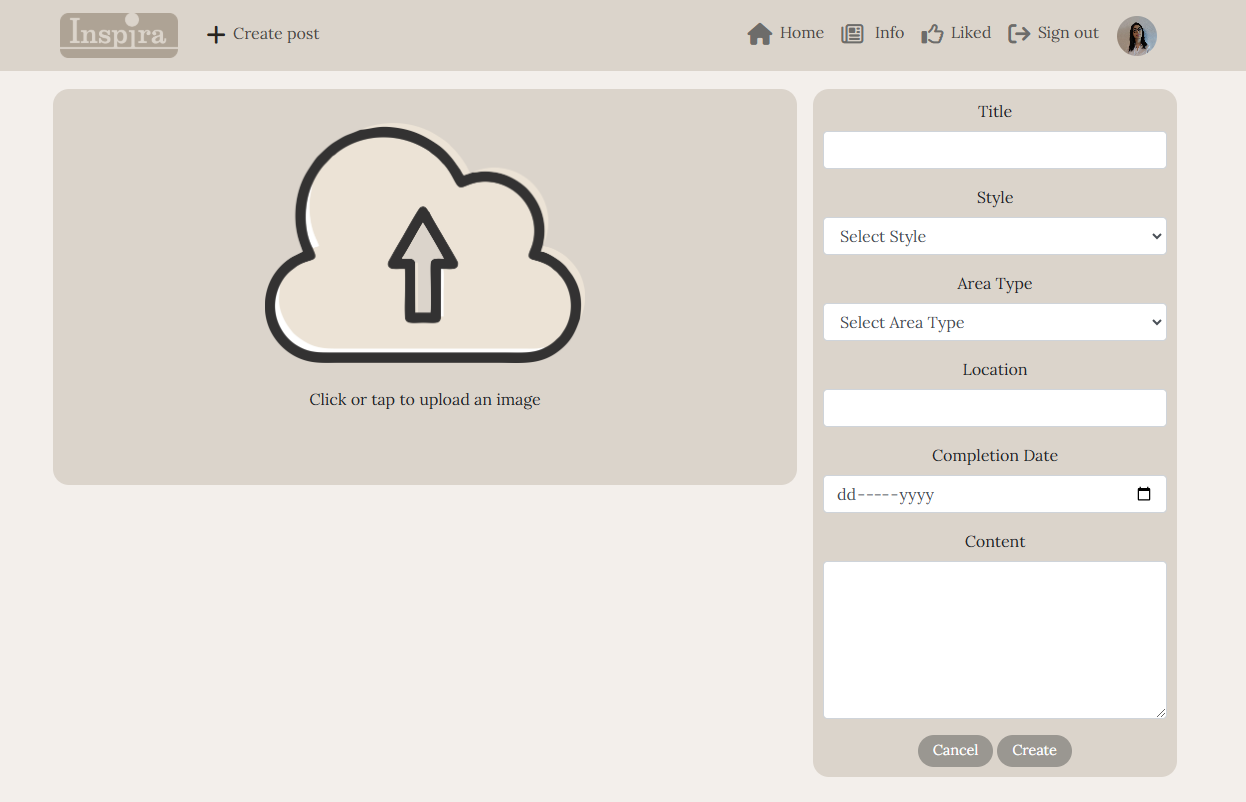 Inspira
Create post
Home
Info
Liked
Sign out
Click or tap to upload an image
Title
Style
Select Style
Area Type
Select Area Type
Location
Completion Date
dd-----yyyy
Content
Cancel
Create